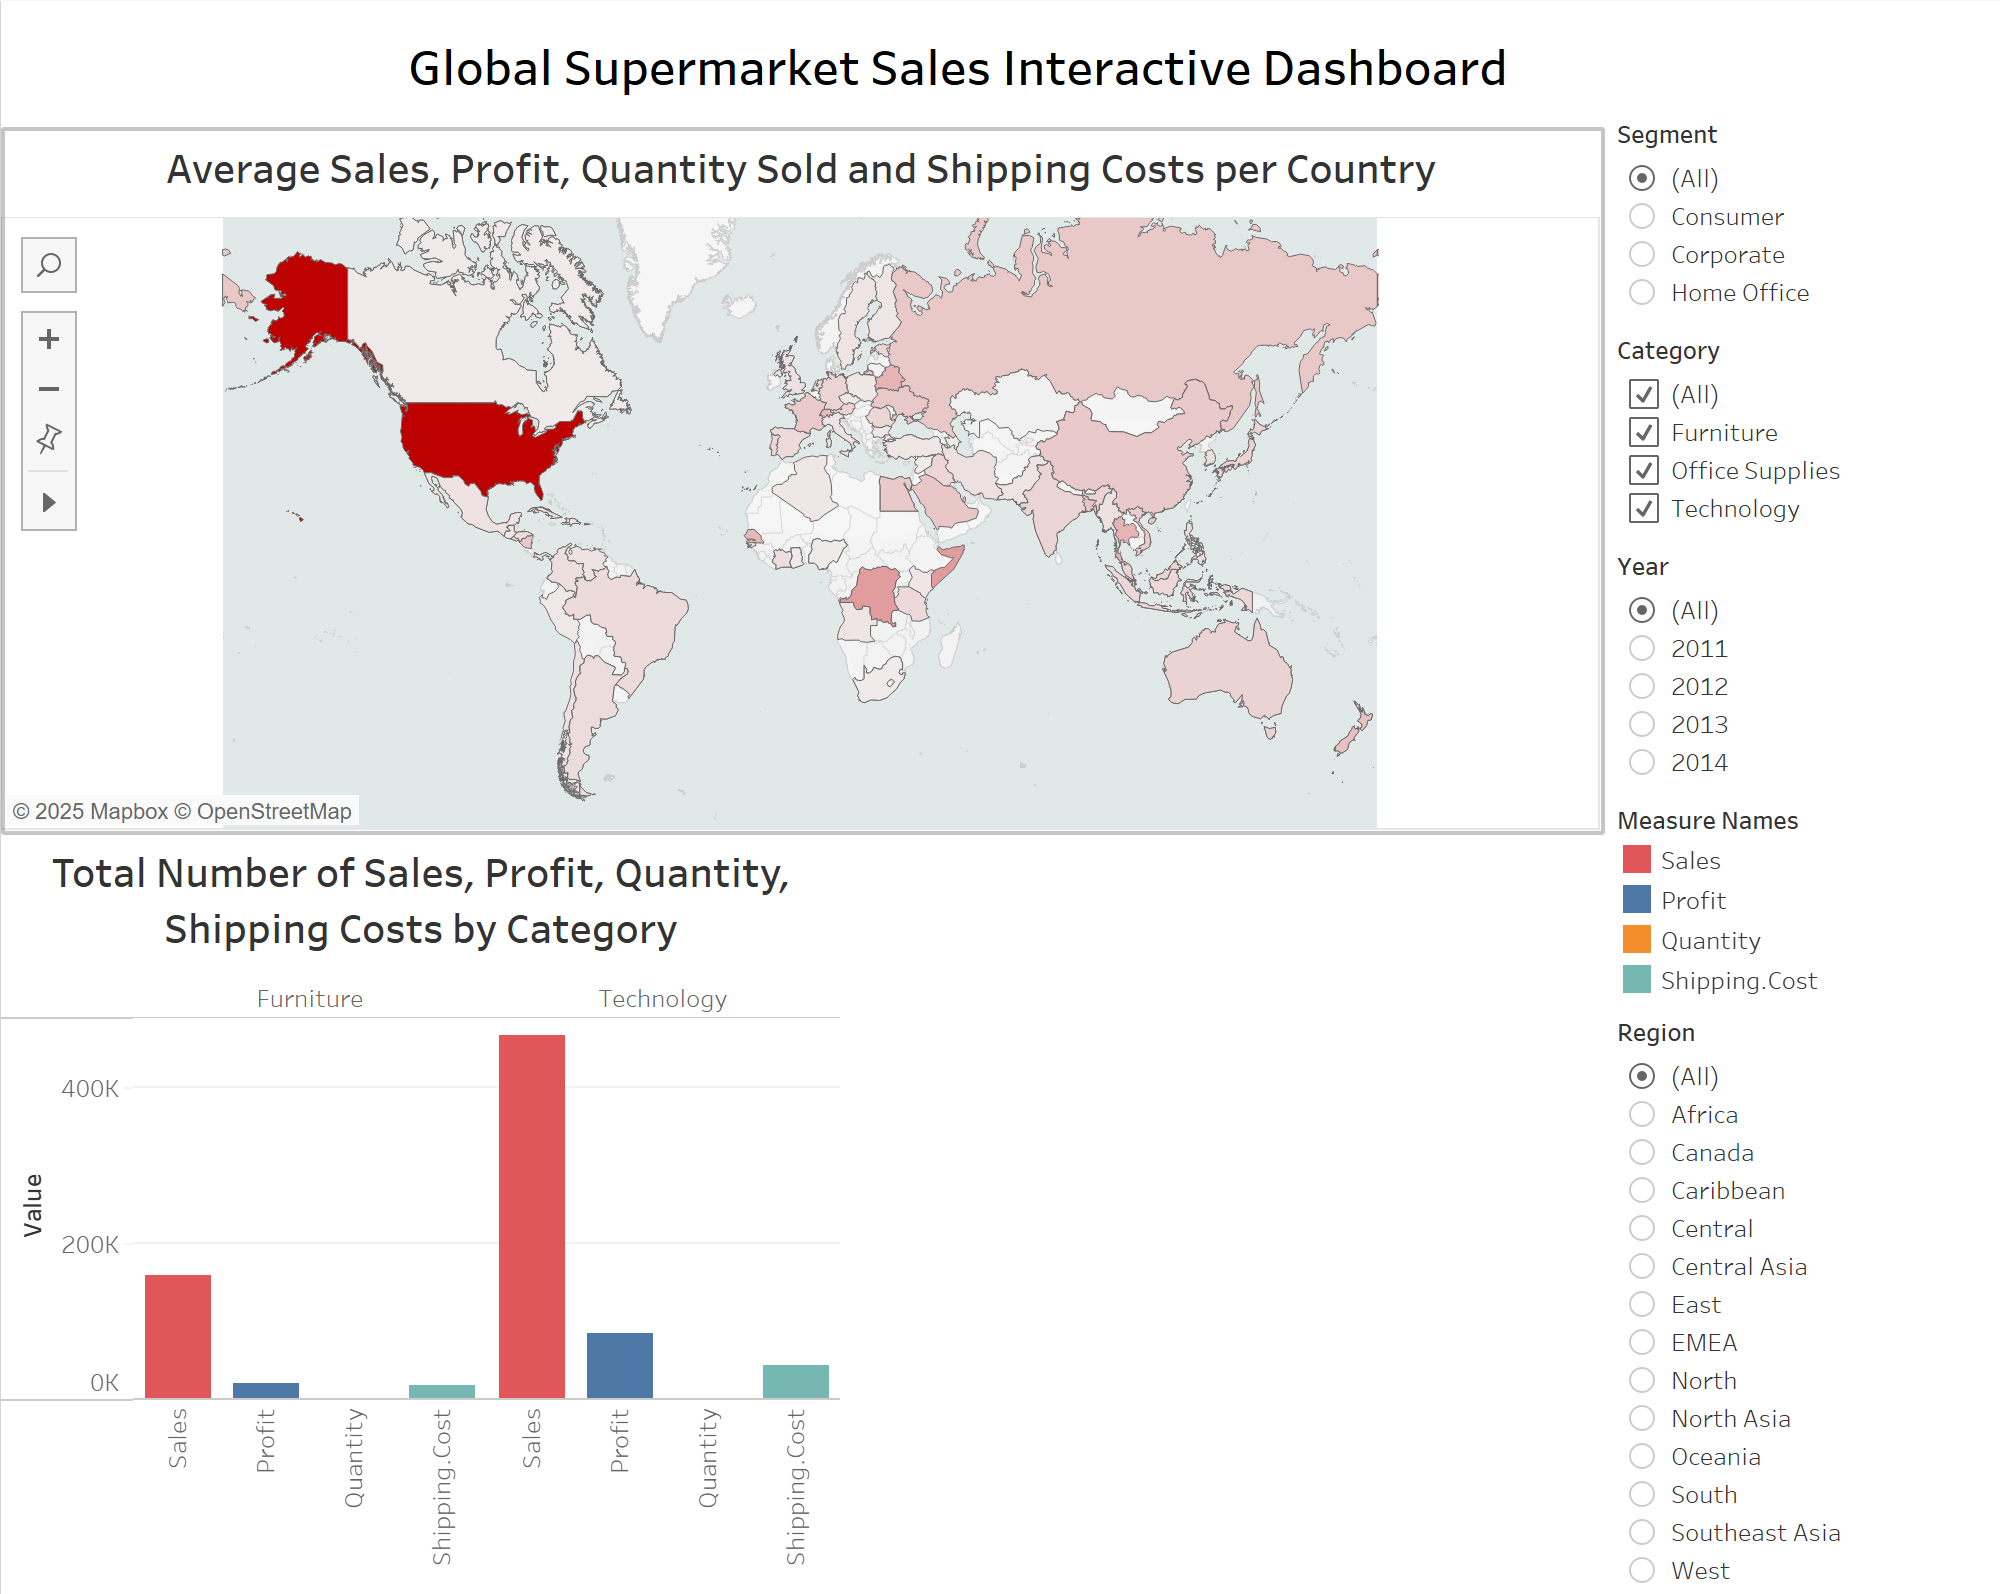 Global Supermarket Sales Interactive Dashboard
Average Sales, Profit, Quantity Sold and Shipping Costs per Country
© 2025 Mapbox © OpenStreetMap
Total Number of Sales, Profit, Quantity,
Shipping Costs by Category
Furniture
Technology
400K
200K
0K
Value
Sales
Profit
Quantity
Shipping.Cost
Sales
Profit
Quantity
Shipping.Cost
Segment
(All)
Consumer
Corporate
Home Office
Category
(All)
Furniture
Office Supplies
Technology
Year
(All)
2011
2012
2013
2014
Measure Names
Sales
Profit
Quantity
Shipping.Cost
Region
(All)
Africa
Canada
Caribbean
Central
Central Asia
East
EMEA
North
North Asia
Oceania
South
Southeast Asia
West